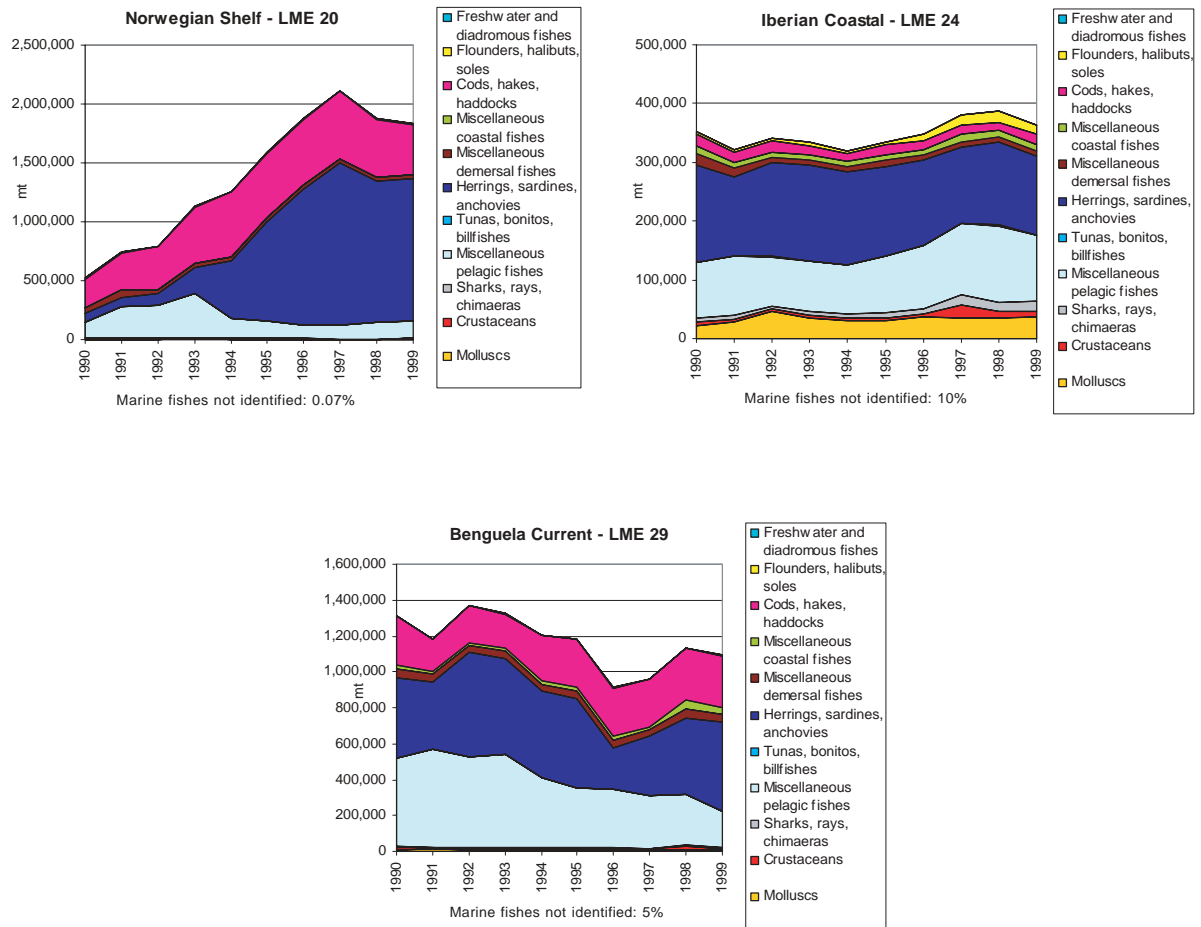 Norwegian Shelf - LME 20
2,500,000
2,000,000
1,500,000
1,000,000
500,000
0
mt
1990
1991
1992
1993
1994
1995
1996
1997
1998
1999
Marine fishes not identified: 0.07%
Freshwater and
diadromous fishes
Flounders, halibuts,
soles
Cods, hakes,
haddocks
Miscellaneous
coastal fishes
Miscellaneous
demersal fishes
Herrings, sardines,
anchovies
Tunas, bonitos,
billfishes
Miscellaneous
pelagic fishes
Sharks, rays,
chimaeras
Crustaceans
Molluscs
Iberian Coastal - LME 24
500,000
400,000
300,000
200,000
100,000
0
mt
1990
1991
1992
1993
1994
1995
1996
1997
1998
1999
Marine fishes not identified: 10%
Freshwater and
diadromous fishes
Flounders, halibuts,
soles
Cods, hakes,
haddocks
Miscellaneous
coastal fishes
Miscellaneous
demersal fishes
Herrings, sardines,
anchovies
Tunas, bonitos,
billfishes
Miscellaneous
pelagic fishes
Sharks, rays,
chimaeras
Crustaceans
Molluscs
Benguela Current - LME 29
1,600,000
1,400,000
1,200,000
1,000,000
800,000
600,000
400,000
200,000
0
mt
1990
1991
1992
1993
1994
1995
1996
1997
1998
1999
Marine fishes not identified: 5%
Freshwater and
diadromous fishes
Flounders, halibuts,
soles
Cods, hakes,
haddocks
Miscellaneous
coastal fishes
Miscellaneous
demersal fishes
Herrings, sardines,
anchovies
Tunas, bonitos,
billfishes
Miscellaneous
pelagic fishes
Sharks, rays,
chimaeras
Crustaceans
Molluscs